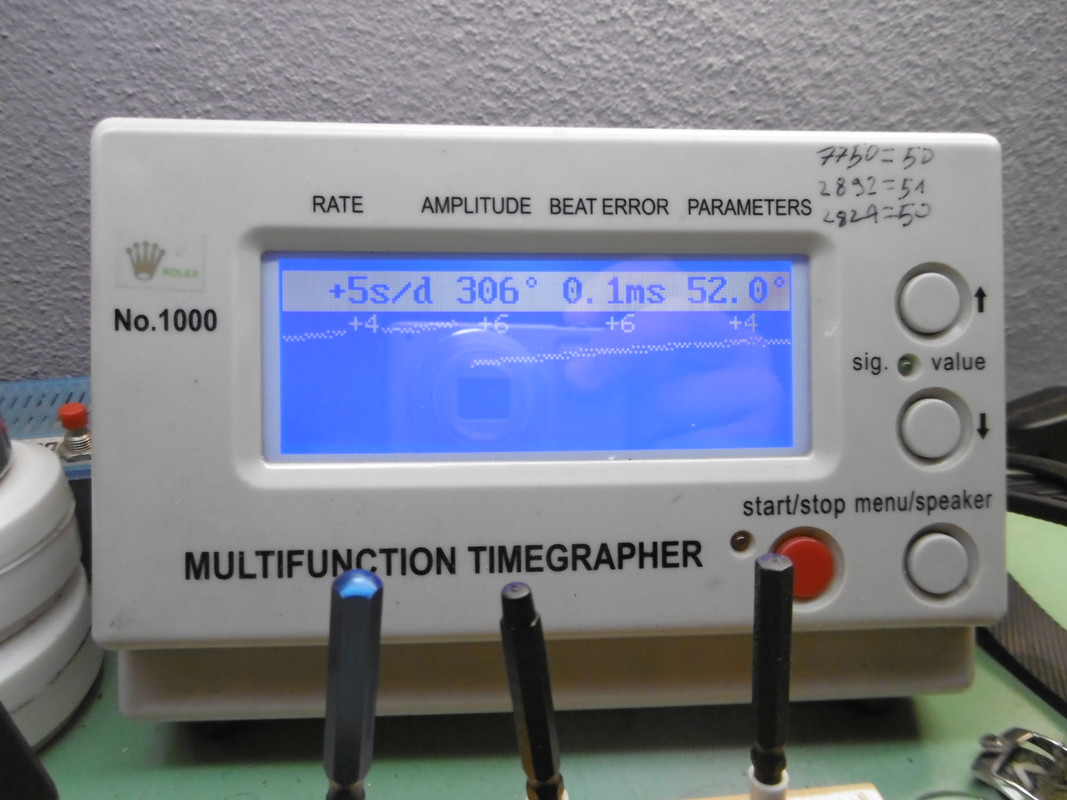 7750=50
2892=51
2824=50
RATE AMPLITUDE BEAT ERROR PARAMETERS
ROLEX
No.1000
+5s/d 306° 0.1ms 52.0°
+4 +6 +6 +4
sig. value
start/stop menu/speaker
MULTIFUNCTION TIMEGRAPHER